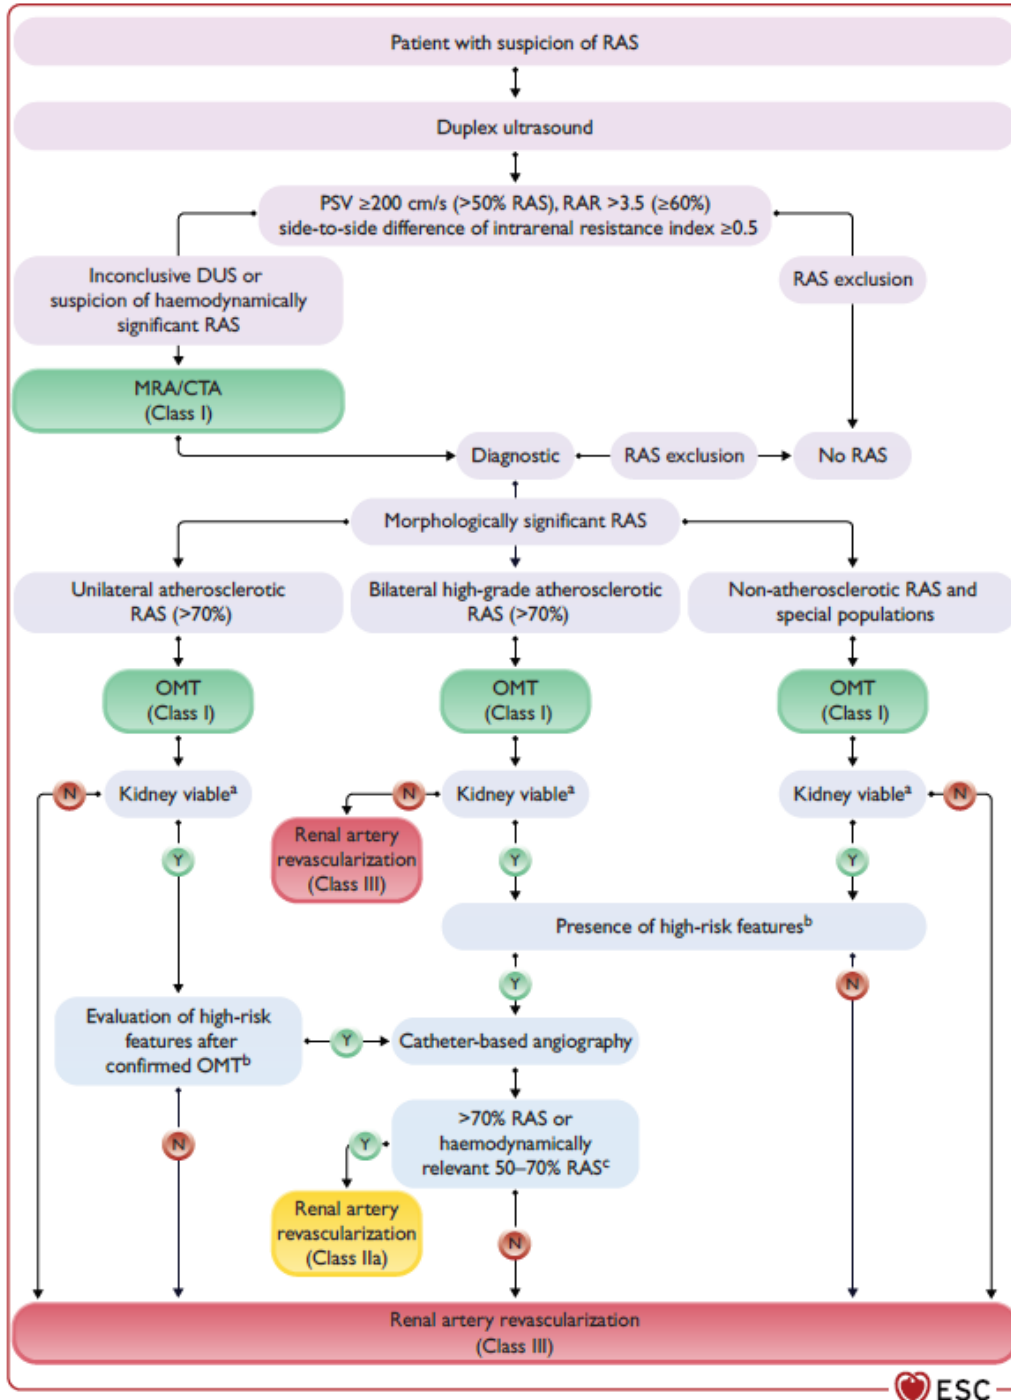 Patient with suspicion of RAS
Duplex ultrasound
PSV ≥200 cm/s (>50% RAS), RAR >3.5 (≥60%)
side-to-side difference of intrarenal resistance index ≥0.5
Inconclusive DUS or
suspicion of haemodynamically
significant RAS
RAS exclusion
MRA/CTA
(Class I)
Diagnostic
RAS exclusion
No RAS
Morphologically significant RAS
Unilateral atherosclerotic
RAS (>70%)
Bilateral high-grade atherosclerotic
RAS (>70%)
Non-atherosclerotic RAS and
special populations
OMT
(Class I)
OMT
(Class I)
OMT
(Class I)
N
Kidney viableᵃ
N
Kidney viableᵃ
Kidney viableᵃ
N
Renal artery
revascularization
(Class III)
Y
Y
Y
Presence of high-risk featuresᵇ
Y
N
Evaluation of high-risk
features after
confirmed OMTᵇ
Y
Catheter-based angiography
N
Y
>70% RAS or
haemodynamically
relevant 50–70% RASᶜ
Renal artery
revascularization
(Class IIa)
N
Renal artery revascularization
(Class III)
ESC